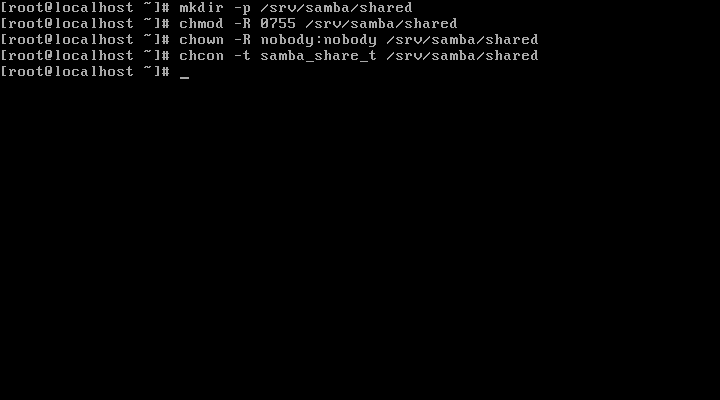 [root@localhost ~]# mkdir -p /srv/samba/shared
[root@localhost ~]# chmod -R 0755 /srv/samba/shared
[root@localhost ~]# chown -R nobody:nobody /srv/samba/shared
[root@localhost ~]# chcon -t samba_share_t /srv/samba/shared
[root@localhost ~]# _